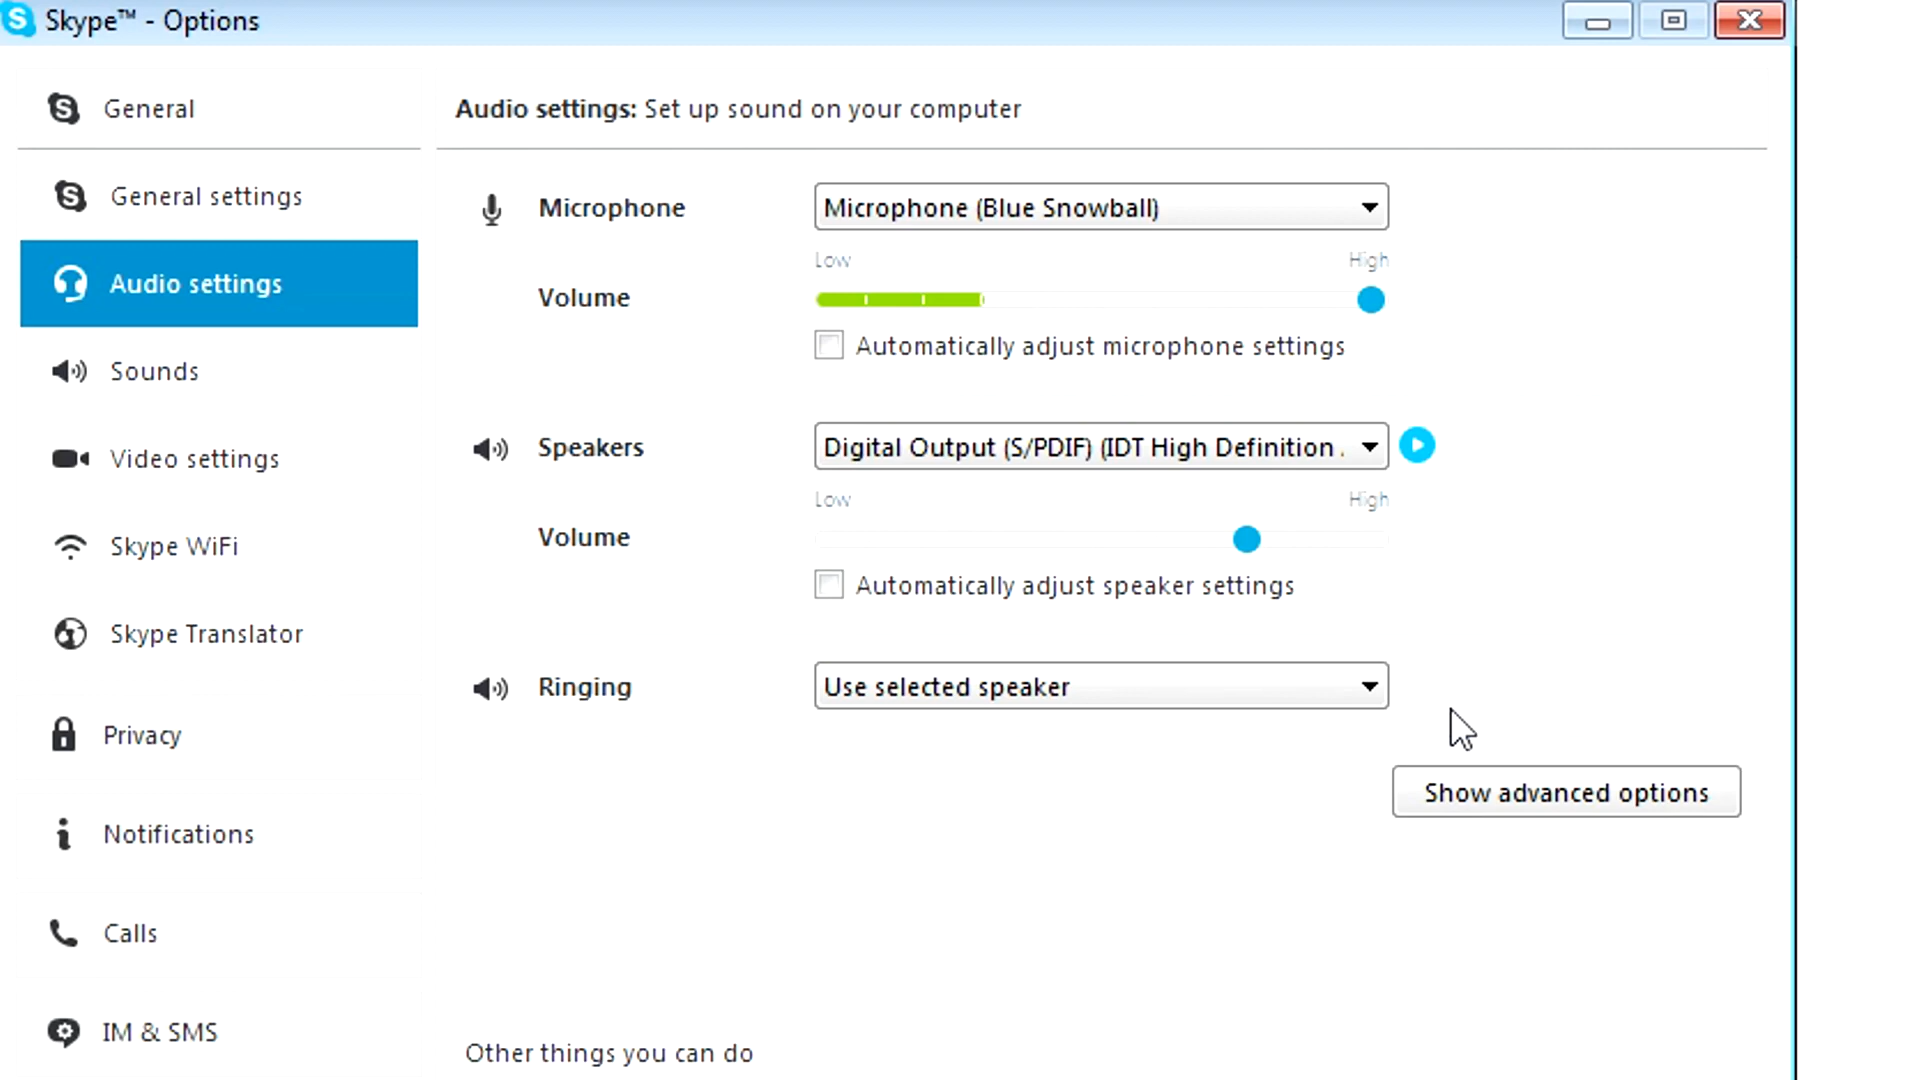 Skype™ - Options
General
Audio settings: Set up sound on your computer
General settings
Audio settings
Sounds
Video settings
Skype WiFi
Skype Translator
Privacy
Notifications
Calls
IM & SMS
Microphone
Microphone (Blue Snowball)
Low High
Volume
Automatically adjust microphone settings
Speakers
Digital Output (S/PDIF) (IDT High Definition .
Low High
Volume
Automatically adjust speaker settings
Ringing
Use selected speaker
Show advanced options
Other things you can do